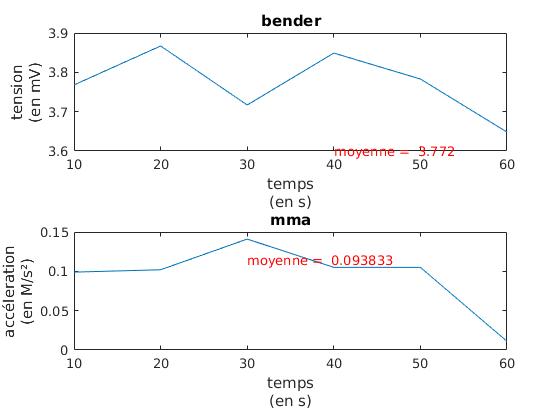 bender
3.9
3.8
3.7
3.6
tension
(en mV)
moyenne =  3.772
10 20 30 40 50 60
temps
(en s)
mma
0.15
0.1
0.05
0
accéleration
(en M/s²)
moyenne =  0.093833
10 20 30 40 50 60
temps
(en s)